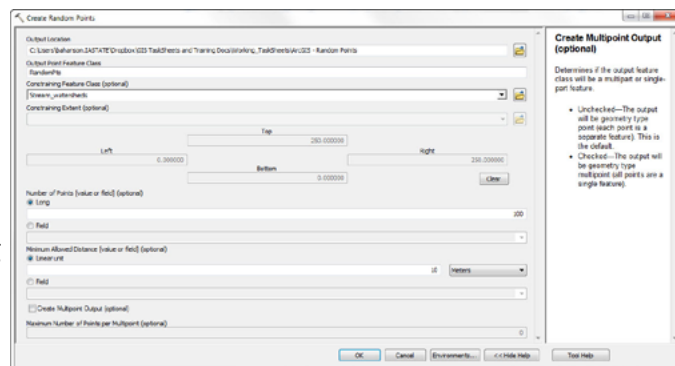 Create Random Points
Output Location
C:\Users\bahanson.IASTATE\Dropbox\GIS TaskSheets and Training Docs\Working_TaskSheets\ArcGIS - Random Points
Output Point Feature Class
RandomPts
Constraining Feature Class (optional)
Stream_watersheds
Constraining Extent (optional)
Top
250.000000
Left
Right
0.000000
250.000000
Bottom
0.000000
Clear
Number of Points [value or field] (optional)
Long
100
Field
Minimum Allowed Distance [value or field] (optional)
Linear unit
10 Meters
Field
Create Multipoint Output (optional)
Maximum Number of Points per Multipoint (optional)
0
OK
Cancel
Environments...
<< Hide Help
Tool Help
Create Multipoint Output
(optional)
Determines if the output feature
class will be a multipart or single-
part feature.
• Unchecked—The output
will be geometry type
point (each point is a
separate feature). This is
the default.
• Checked—The output will
be geometry type
multipoint (all points are a
single feature).